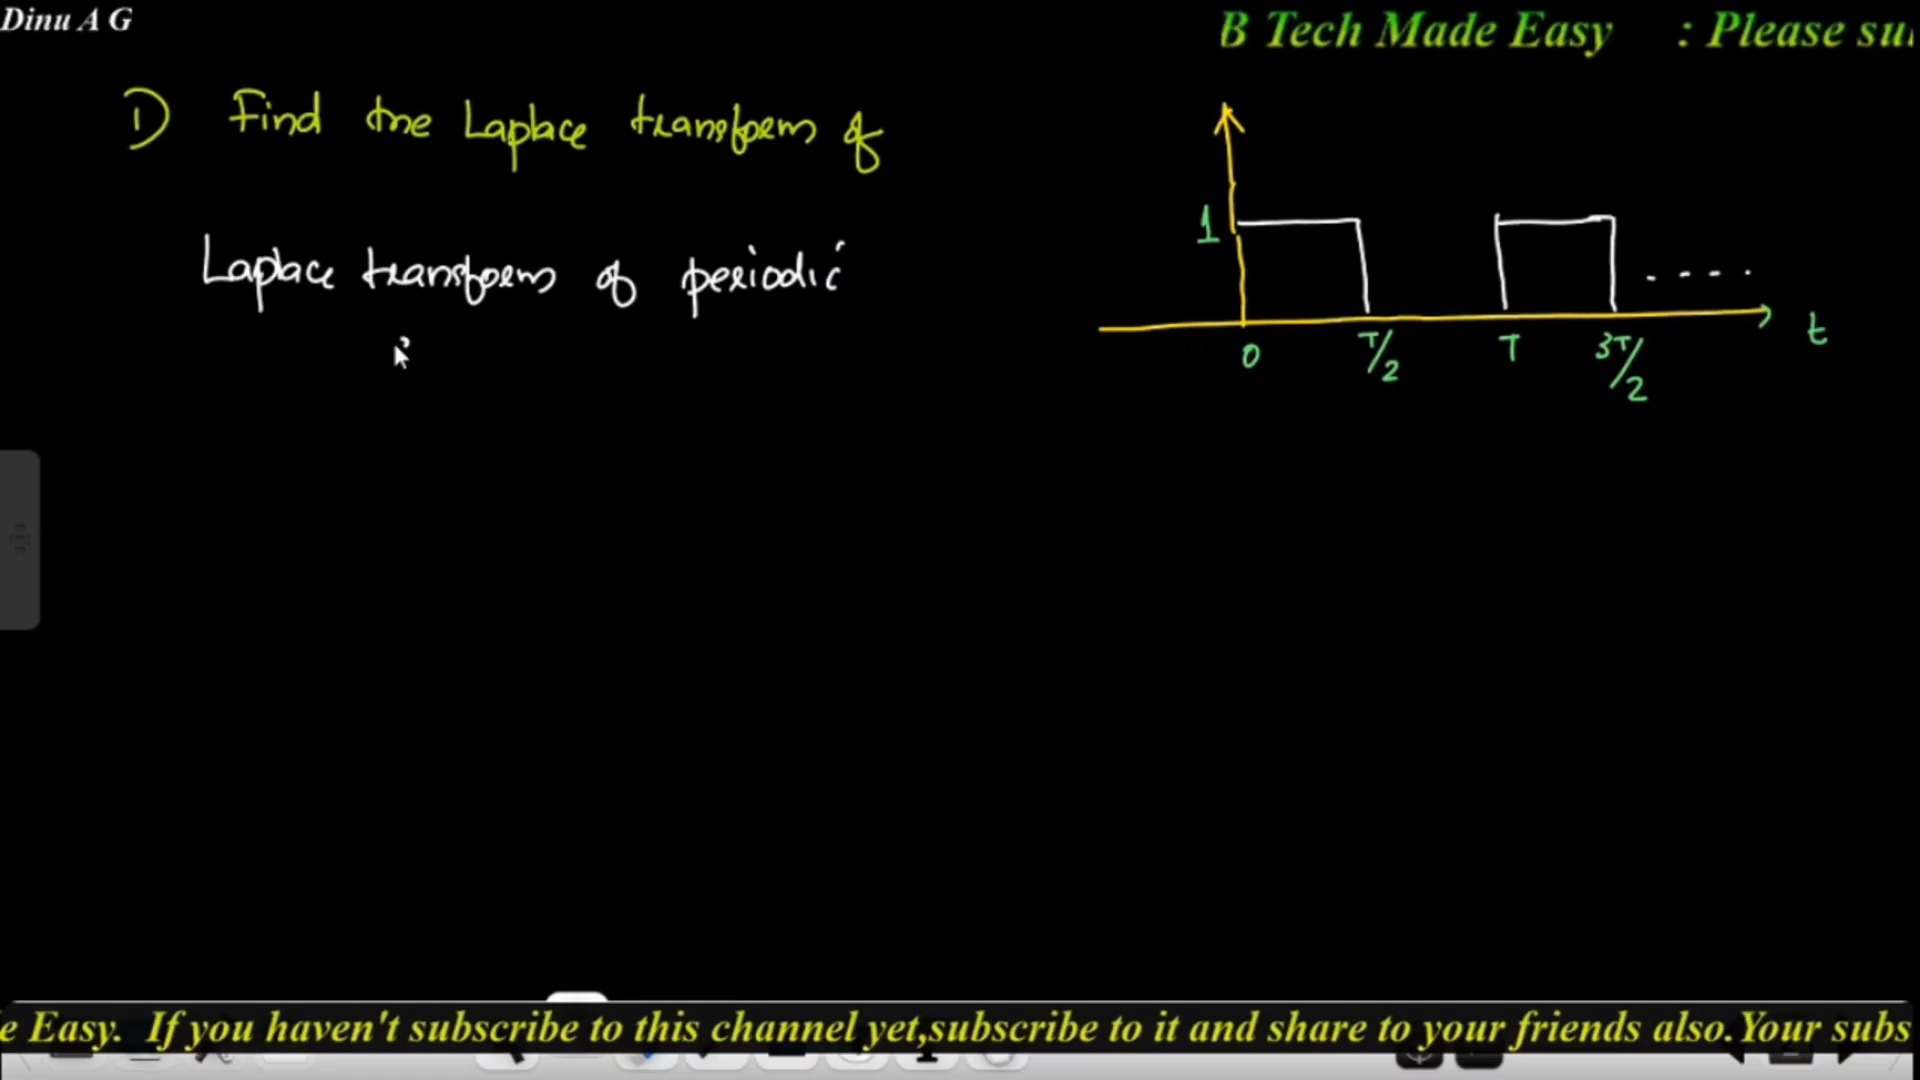 Dinu A G
B Tech Made Easy : Please su
1) Find the Laplace transform of
Laplace transform of periodic
1
0 T/2 T 3T/2 t
e Easy. If you haven't subscribe to this channel yet,subscribe to it and share to your friends also.Your subs